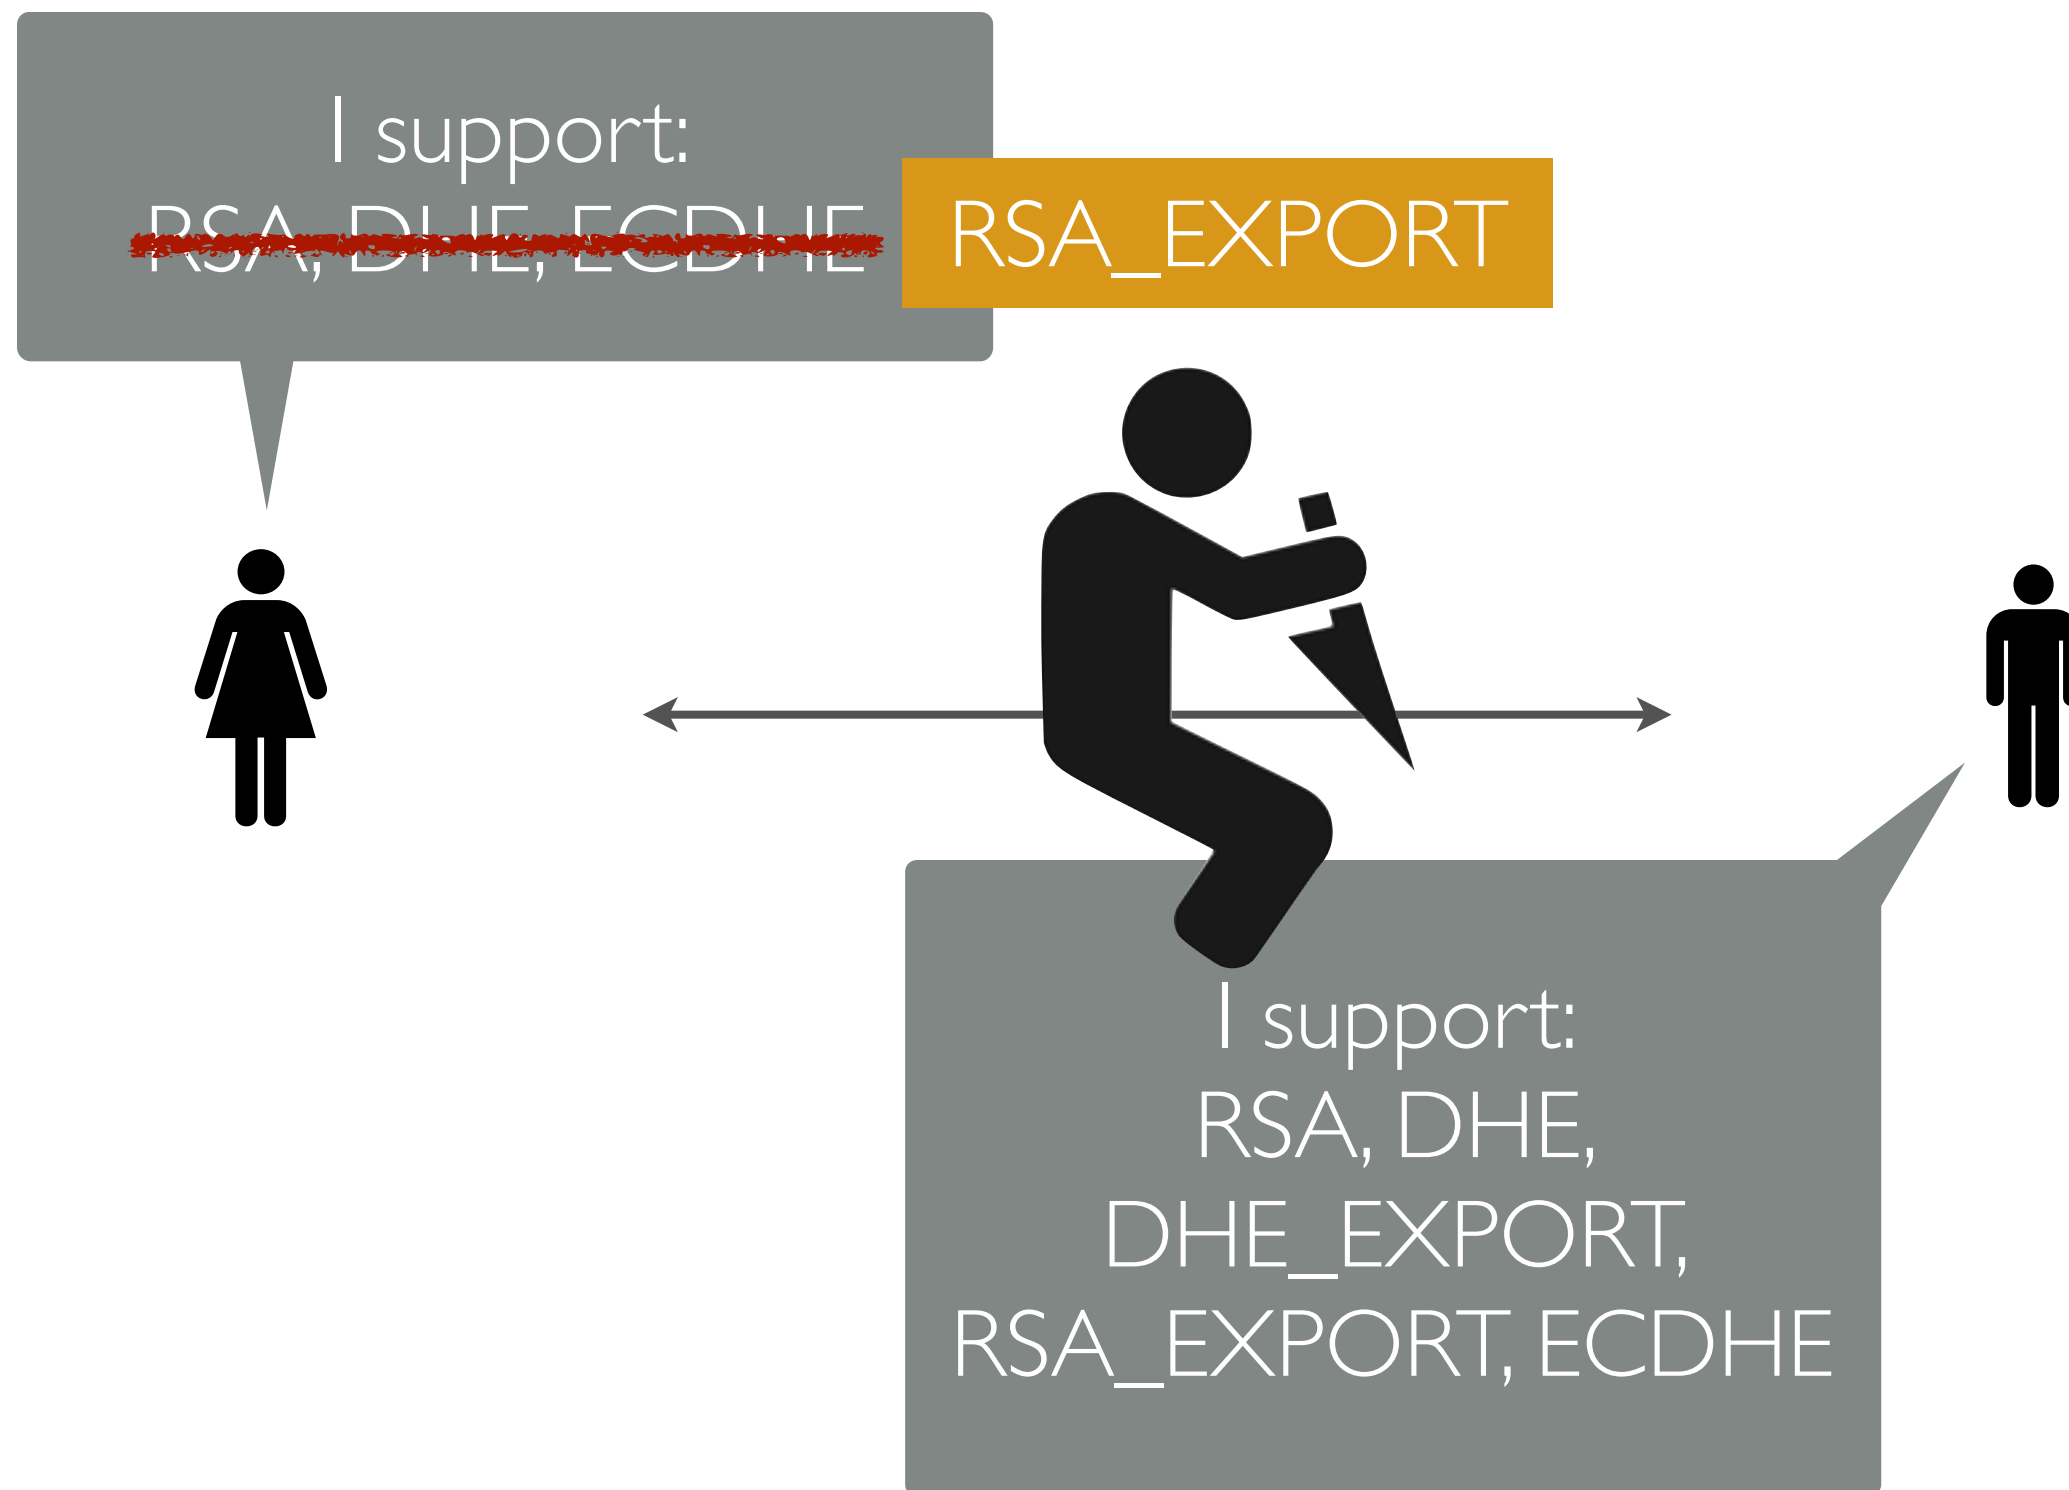 I support:
RSA, DHE, ECDHE RSA_EXPORT
I support:
RSA, DHE,
DHE_EXPORT,
RSA_EXPORT, ECDHE